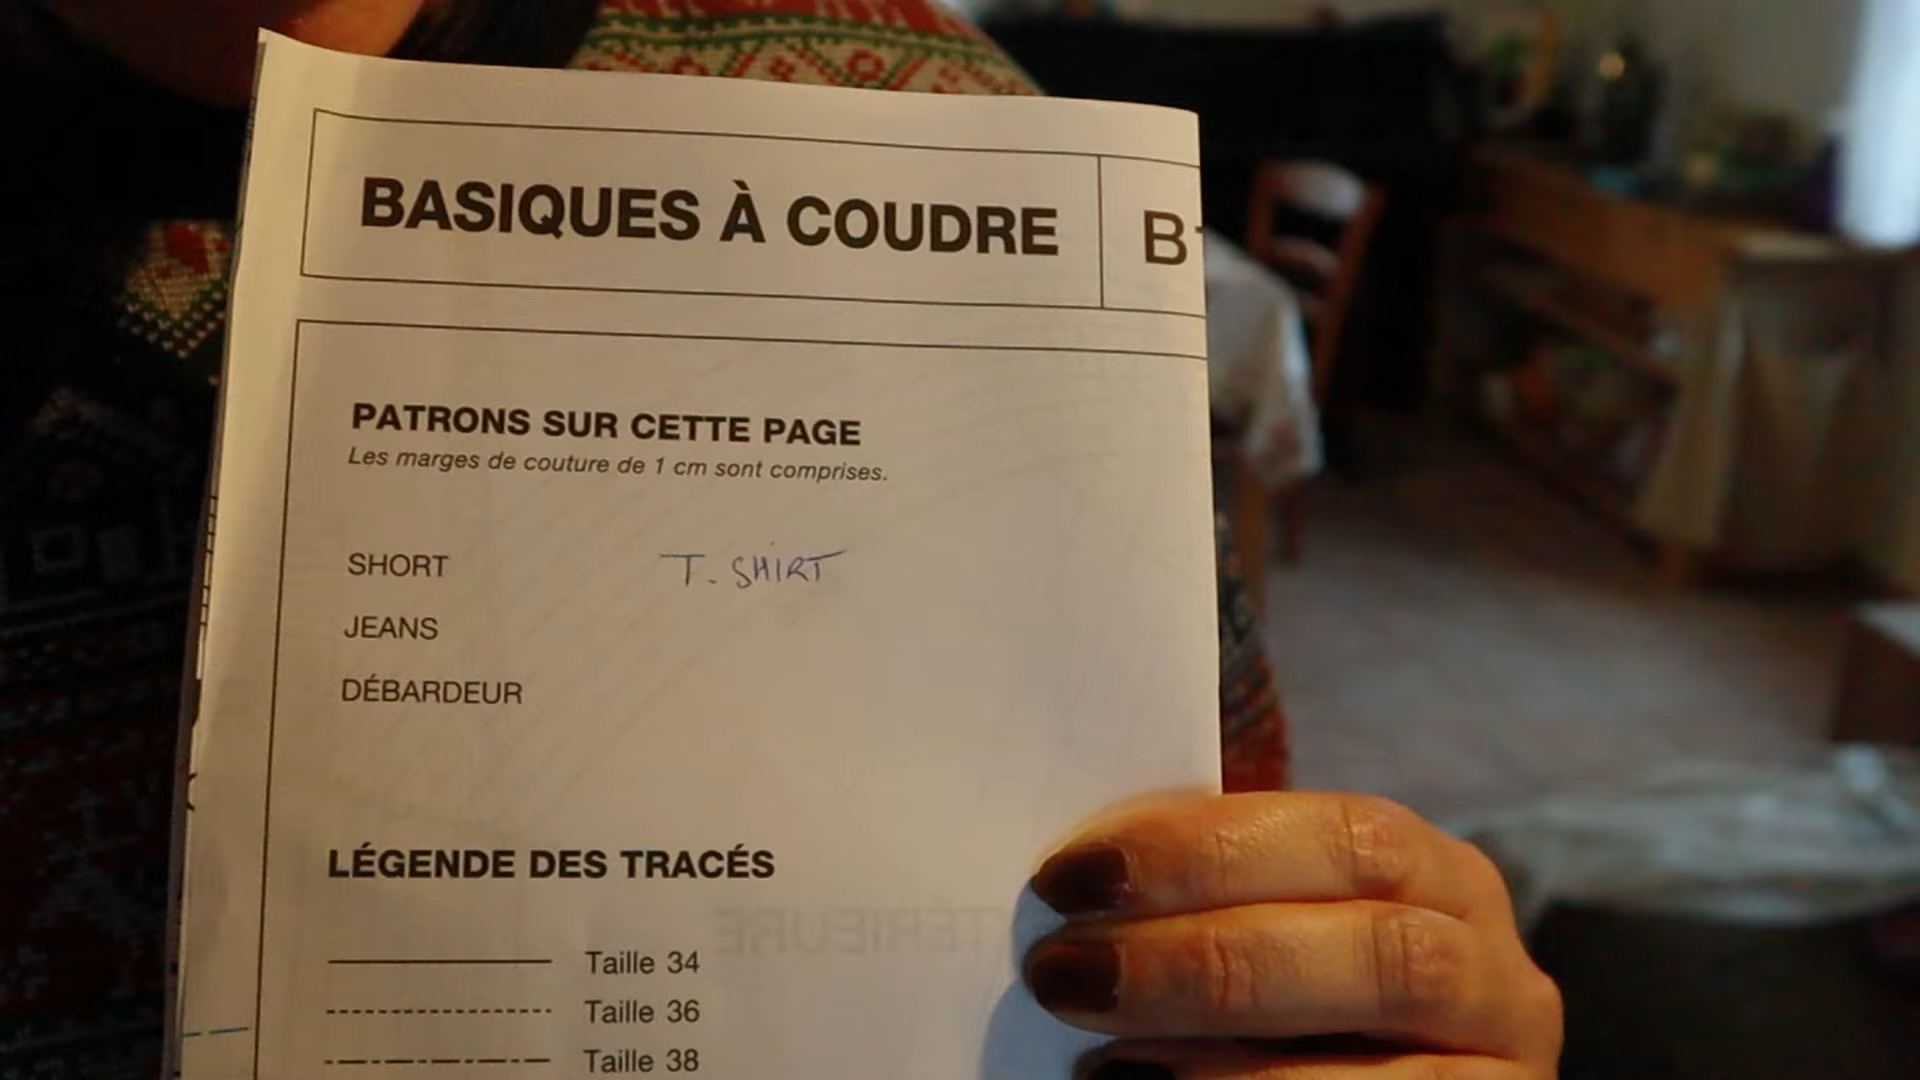 BASIQUES À COUDRE
B
PATRONS SUR CETTE PAGE
Les marges de couture de 1 cm sont comprises.
SHORT T. SHIRT
JEANS
DÉBARDEUR
LÉGENDE DES TRACÉS
Taille 34
Taille 36
Taille 38